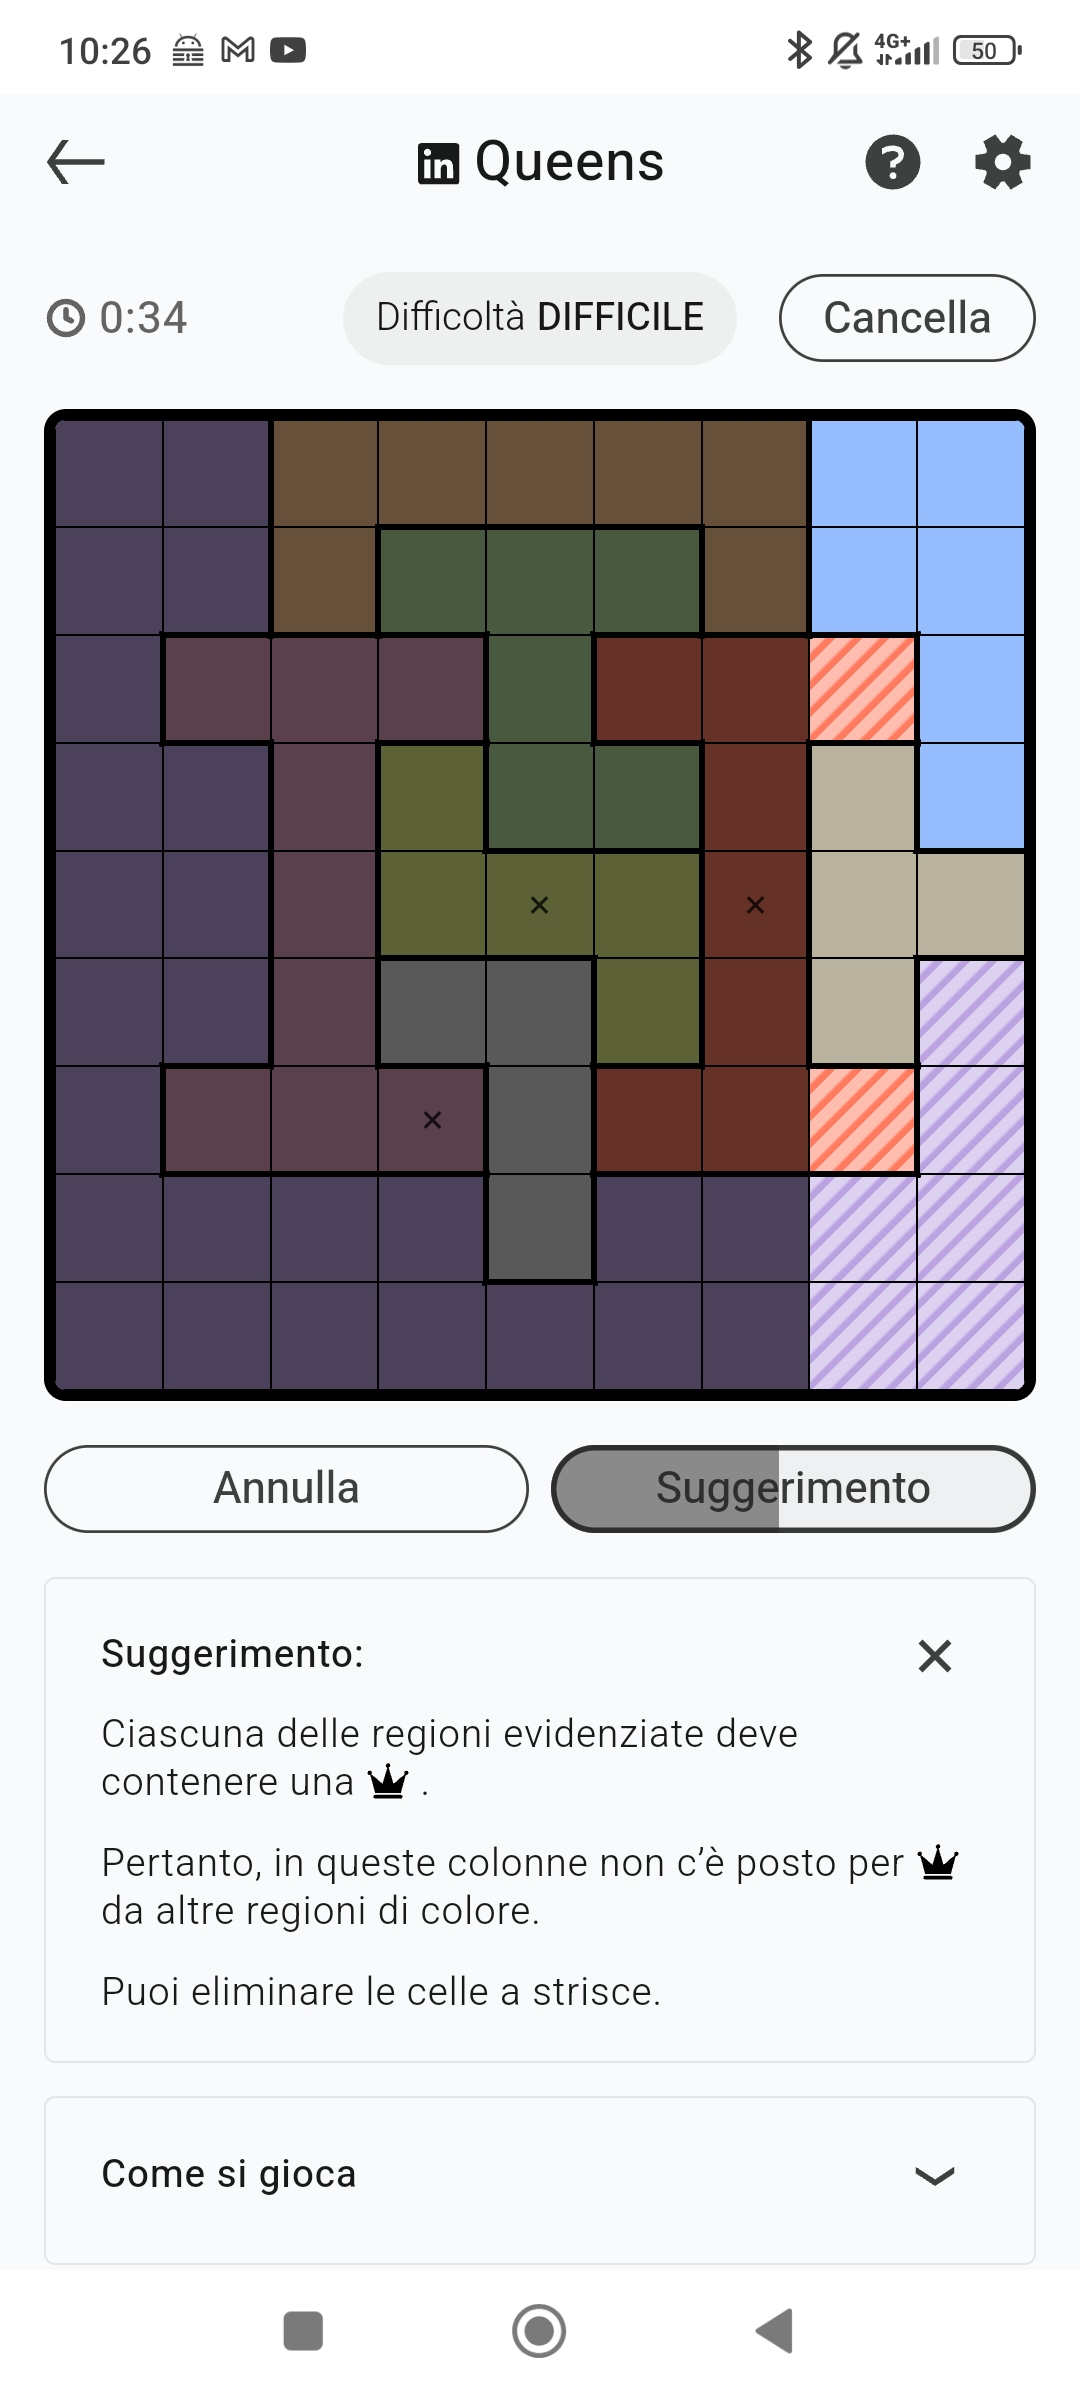 10:26 4G+ 50
in Queens ?
0:34 Difficoltà DIFFICILE Cancella
×  ×
×
Annulla Suggerimento
Suggerimento: ×
Ciascuna delle regioni evidenziate deve
contenere una .
Pertanto, in queste colonne non c’è posto per
da altre regioni di colore.
Puoi eliminare le celle a strisce.
Come si gioca